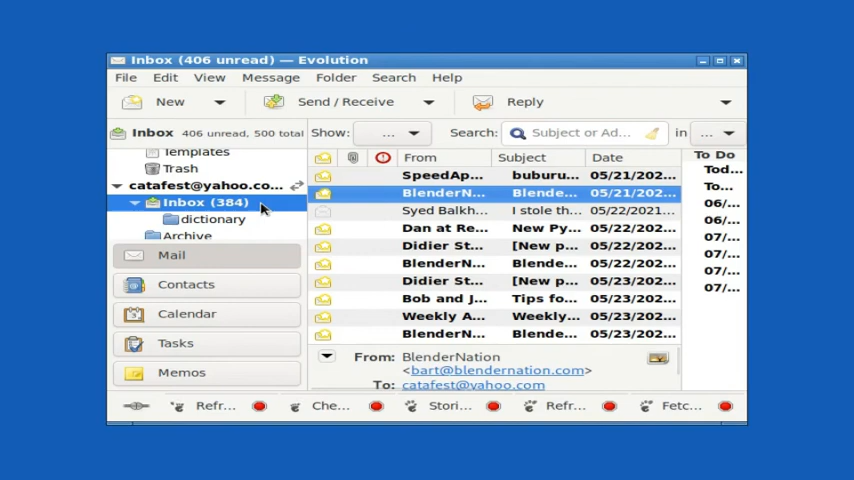 Inbox (406 unread) — Evolution
File Edit View Message Folder Search Help
New Send / Receive Reply
Inbox 406 unread, 500 total Show: ... Search: Subject or Ad... in ...
Templates
Trash
catafest@yahoo.co...
Inbox (384)
dictionary
Archive
Mail
Contacts
Calendar
Tasks
Memos
From Subject Date
SpeedAp... buburu... 05/21/202...
BlenderN... Blende... 05/21/202...
Syed Balkh... I stole th... 05/22/2021...
Dan at Re... New Py... 05/22/202...
Didier St... [New p... 05/22/202...
BlenderN... Blende... 05/22/202...
Didier St... [New p... 05/23/202...
Bob and J... Tips fo... 05/23/202...
Weekly A... Weekly... 05/23/202...
BlenderN... Blende... 05/23/202...
From: BlenderNation
<bart@blendernation.com>
To: catafest@yahoo.com
To Do
Tod...
To...
06/...
06/...
07/...
07/...
07/...
07/...
Refr... Che... Stori... Refr... Fetc...